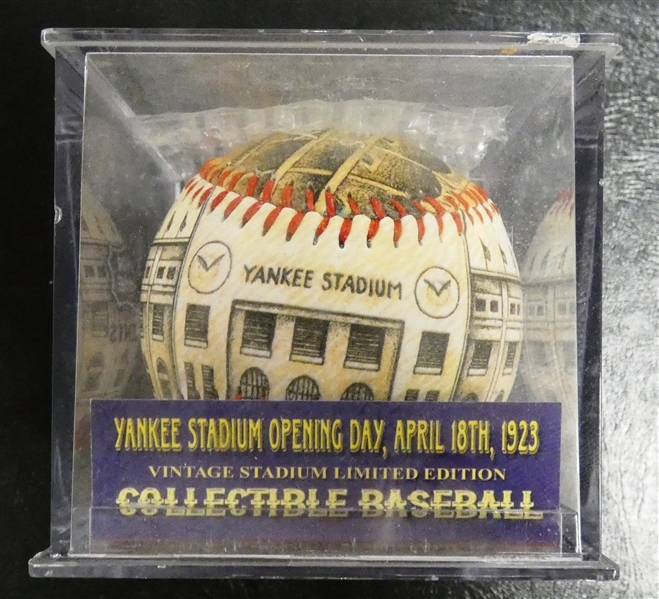 YANKEE STADIUM
YANKEE STADIUM OPENING DAY, APRIL 18TH, 1923
VINTAGE STADIUM LIMITED EDITION
COLLECTIBLE BASEBALL